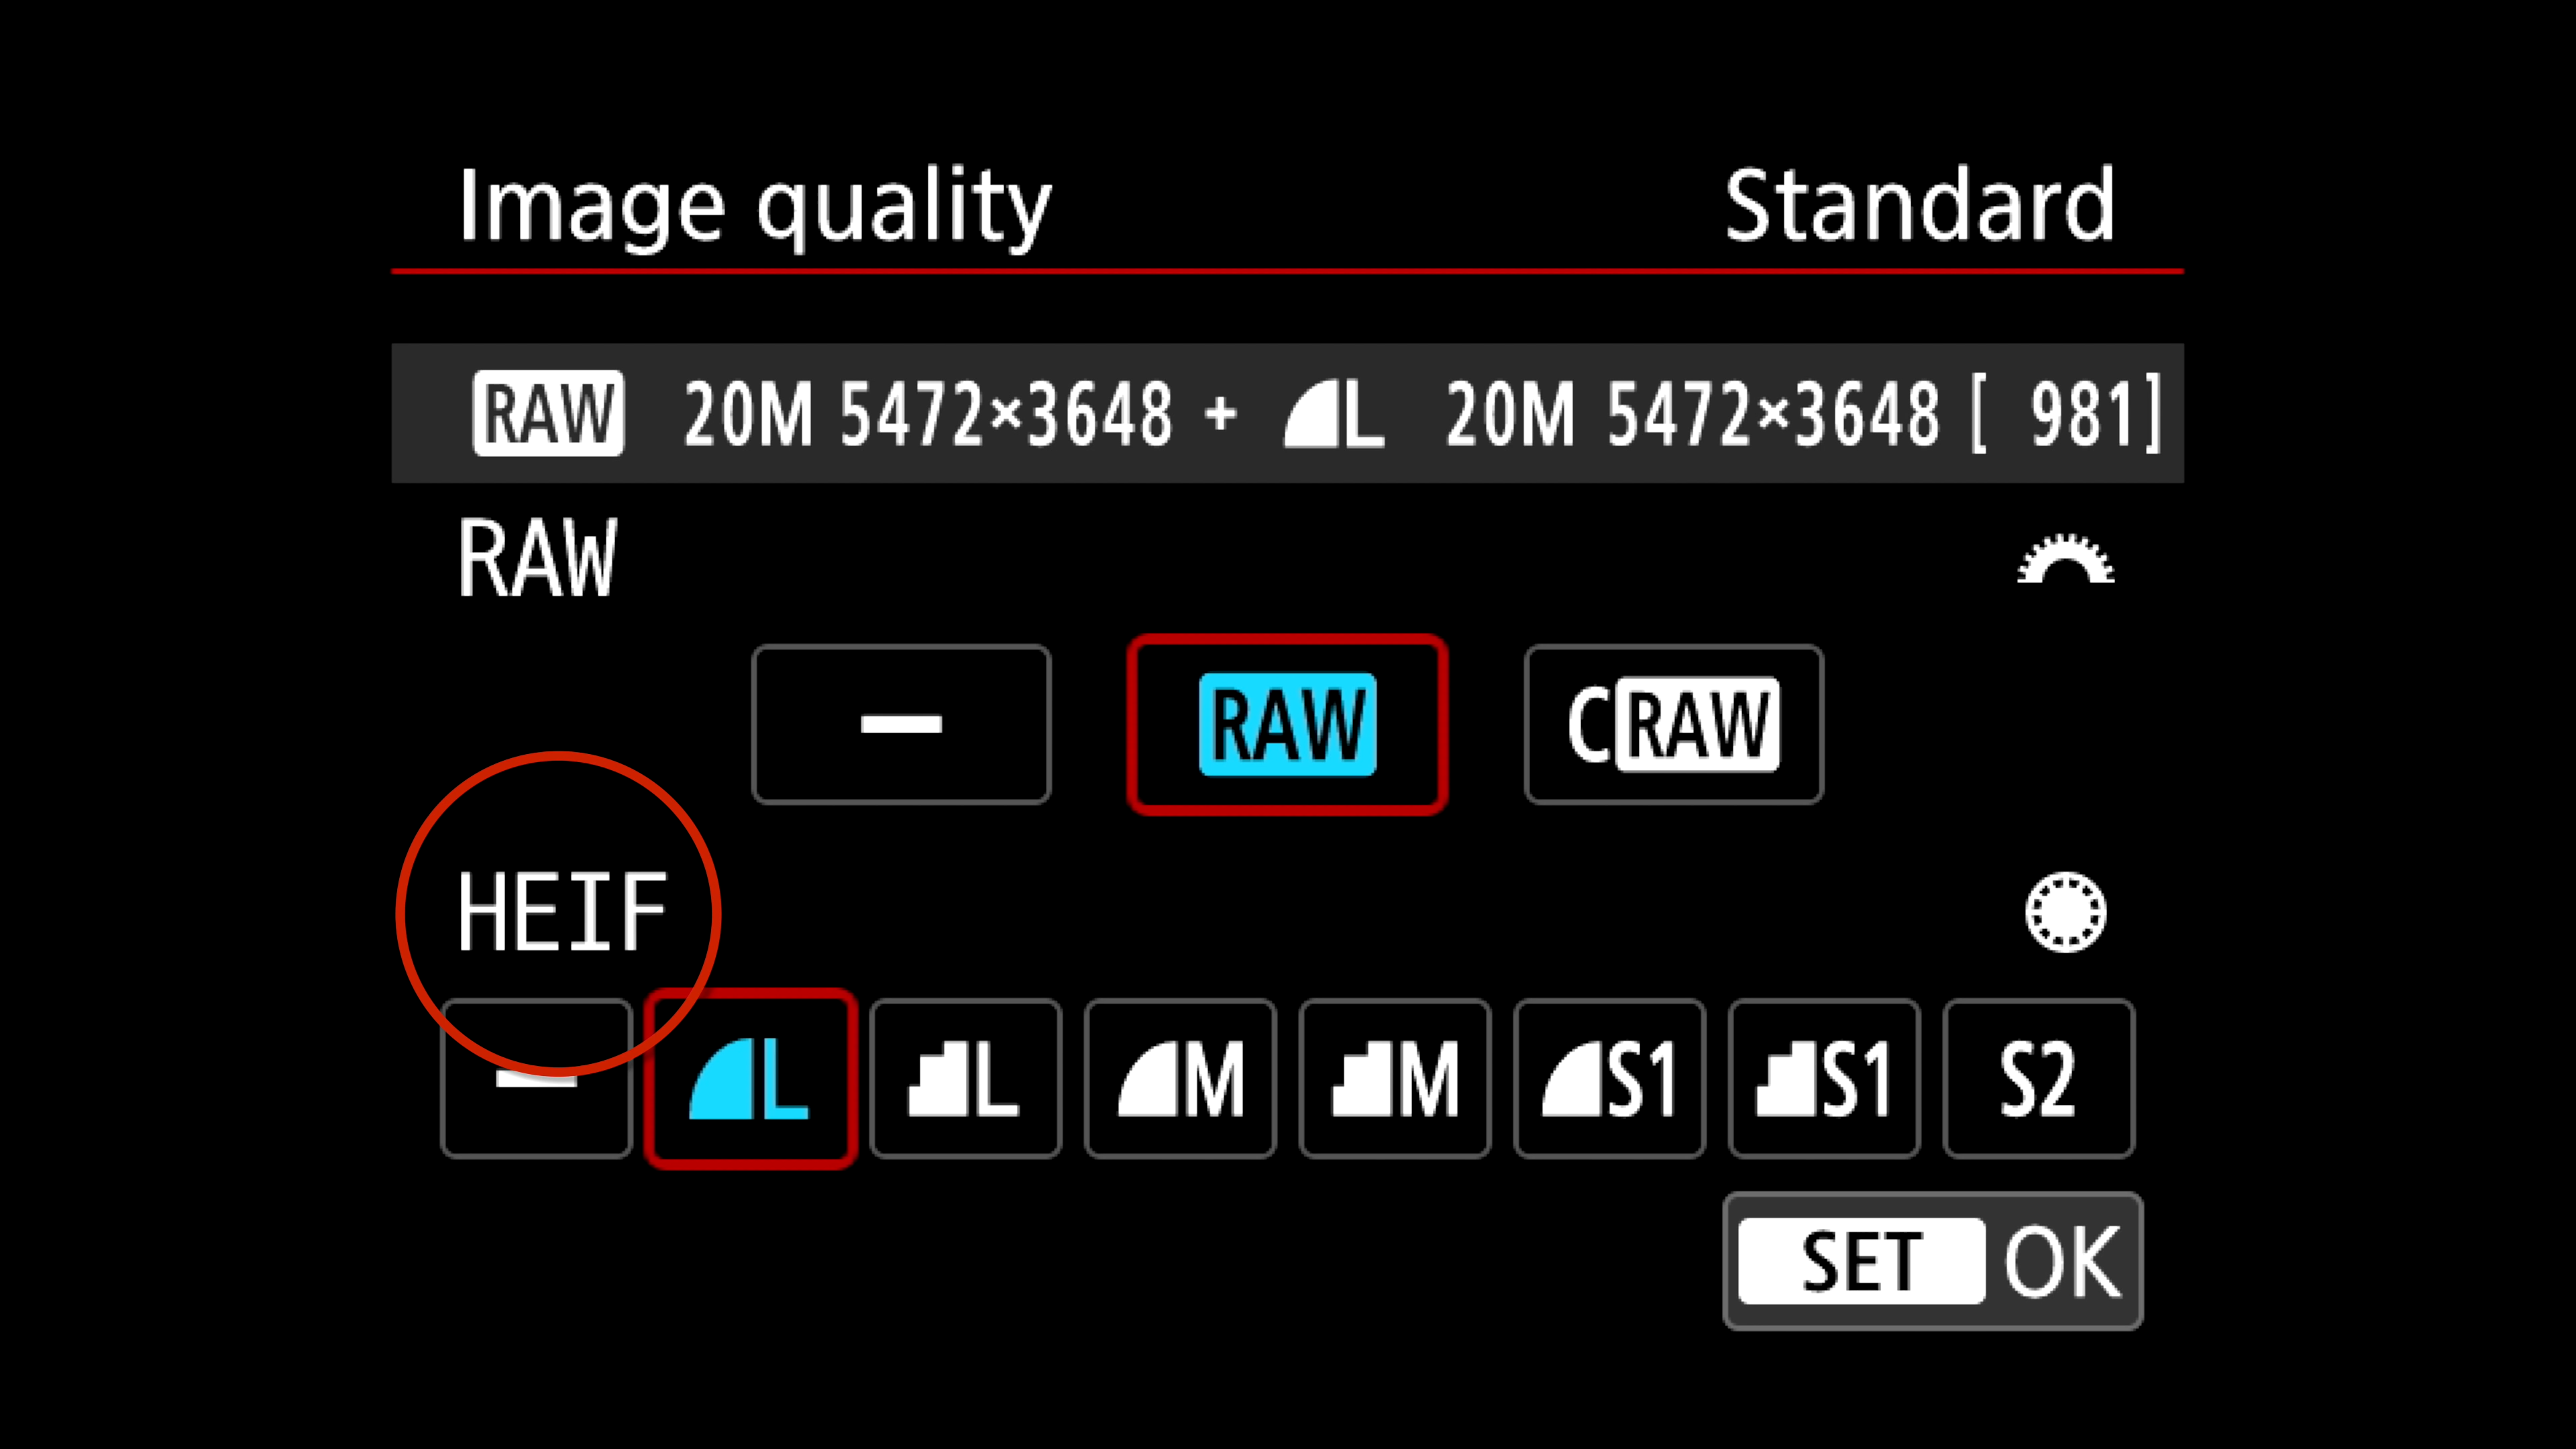 Image quality Standard
RAW 20M 5472×3648 + L 20M 5472×3648 [ 981]
RAW
— RAW CRAW
HEIF
— L L M M S1 S1 S2
SET OK